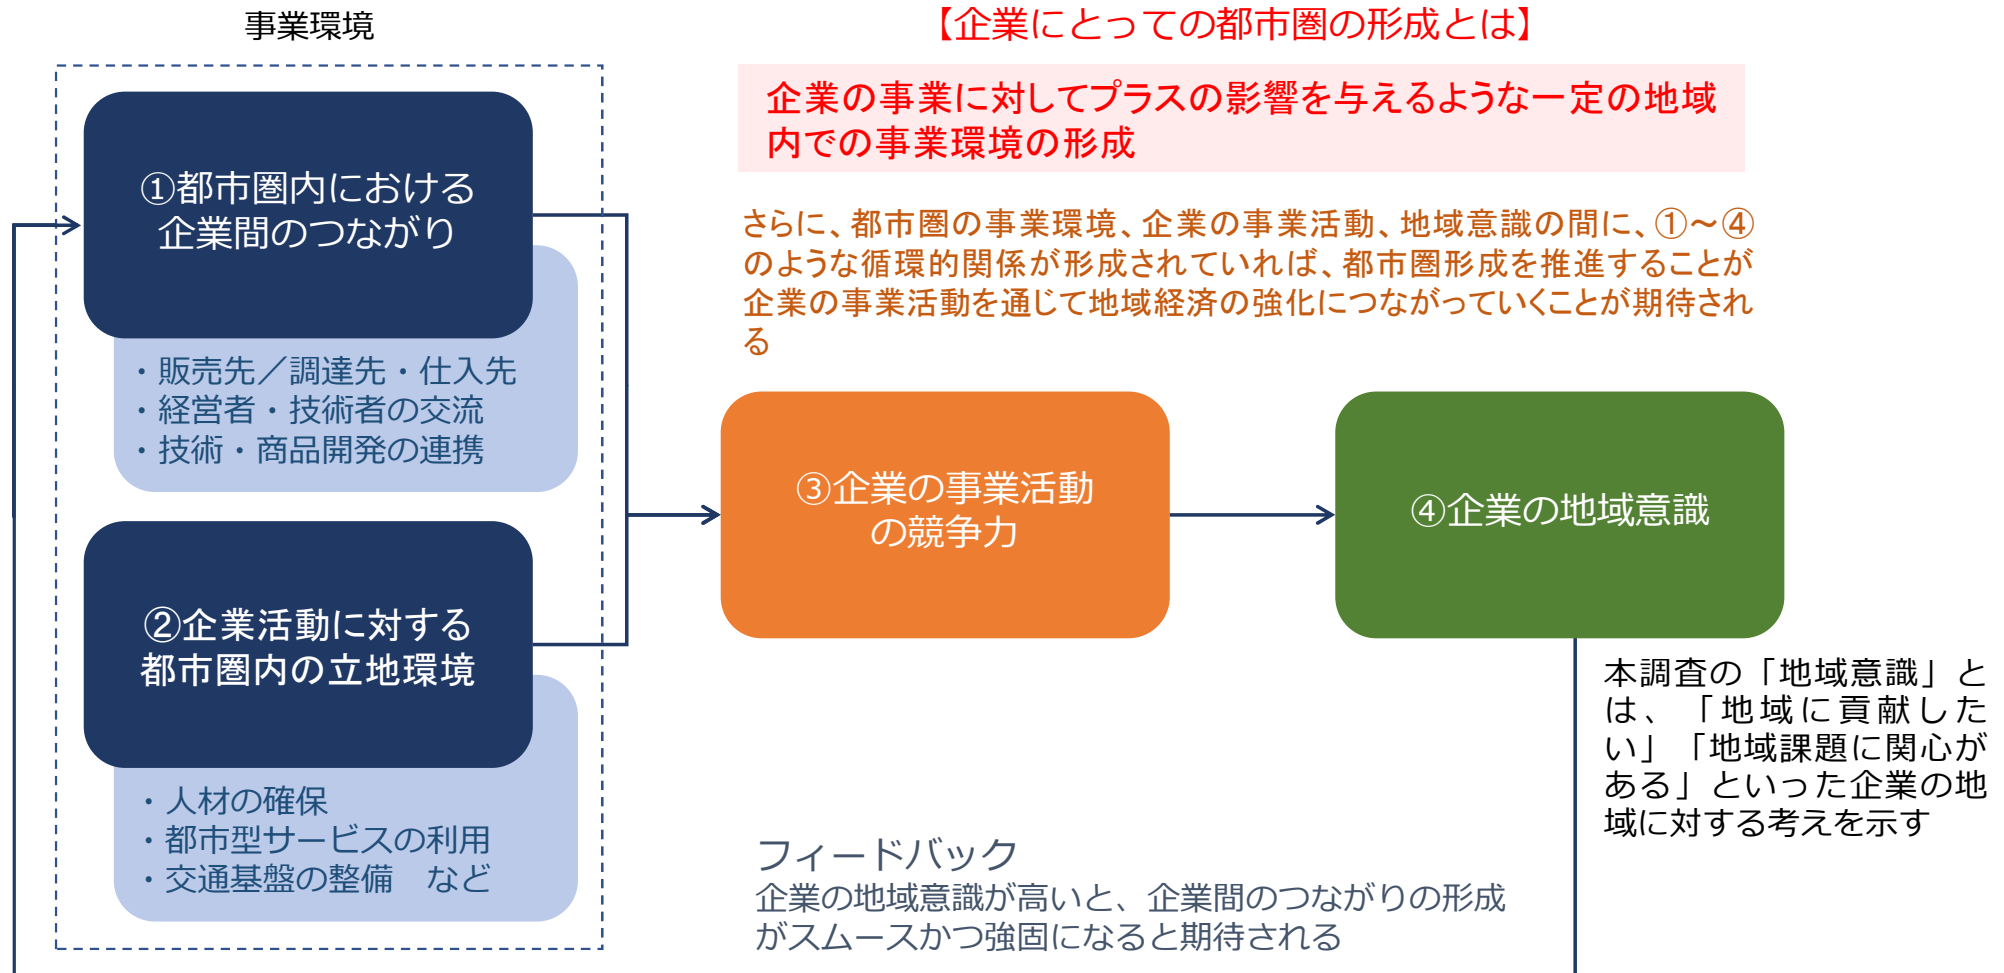 事業環境
【企業にとっての都市圏の形成とは】
企業の事業に対してプラスの影響を与えるような一定の地域
内での事業環境の形成
さらに、都市圏の事業環境、企業の事業活動、地域意識の間に、①～④
のような循環的関係が形成されていれば、都市圏形成を推進することが
企業の事業活動を通じて地域経済の強化につながっていくことが期待され
る
①都市圏内における
企業間のつながり
・販売先／調達先・仕入先
・経営者・技術者の交流
・技術・商品開発の連携
②企業活動に対する
都市圏内の立地環境
・人材の確保
・都市型サービスの利用
・交通基盤の整備　など
③企業の事業活動
の競争力
④企業の地域意識
本調査の「地域意識」と
は、「地域に貢献した
い」「地域課題に関心が
ある」といった企業の地
域に対する考えを示す
フィードバック
企業の地域意識が高いと、企業間のつながりの形成
がスムースかつ強固になると期待される